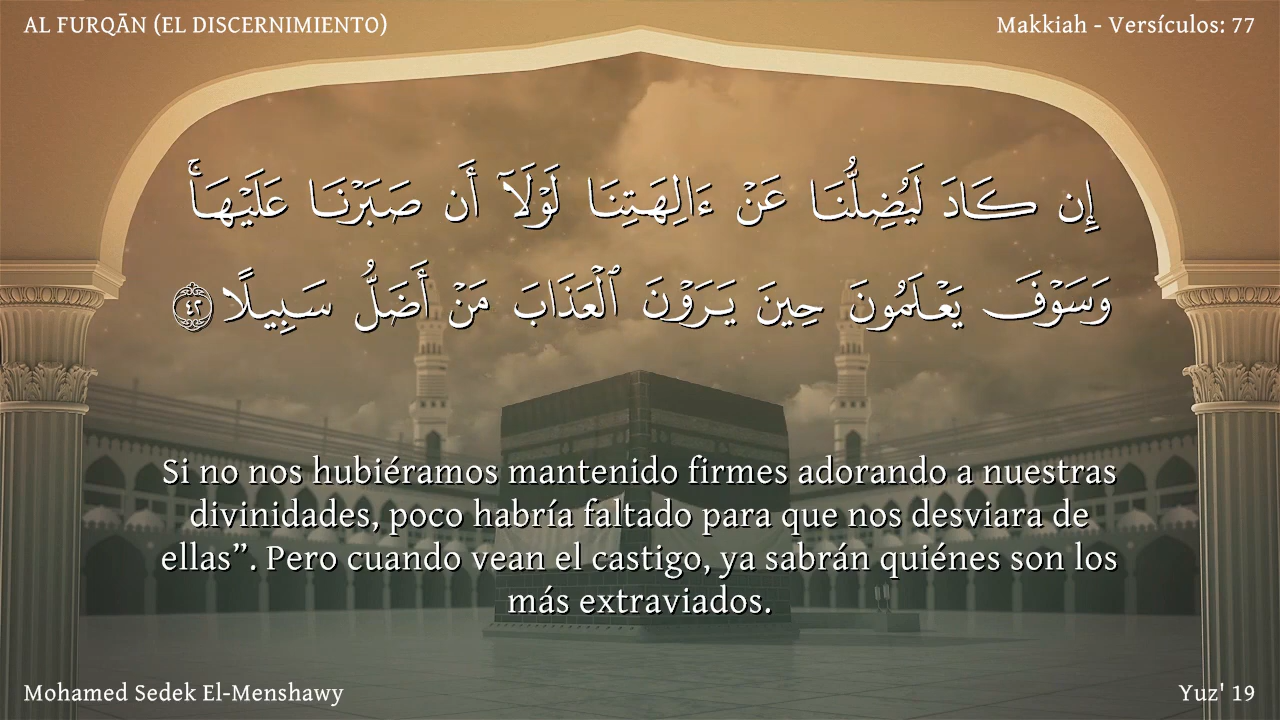 AL FURQĀN (EL DISCERNIMIENTO)
Makkiah - Versículos: 77
إِن كَادَ لَيُضِلُّنَا عَنْ ءَالِهَتِنَا لَوْلَآ أَن صَبَرْنَا عَلَيْهَا ۚ
وَسَوْفَ يَعْلَمُونَ حِينَ يَرَوْنَ ٱلْعَذَابَ مَنْ أَضَلُّ سَبِيلًا ٤٢
Si no nos hubiéramos mantenido firmes adorando a nuestras
divinidades, poco habría faltado para que nos desviara de
ellas”. Pero cuando vean el castigo, ya sabrán quiénes son los
más extraviados.
Mohamed Sedek El-Menshawy
Yuz' 19